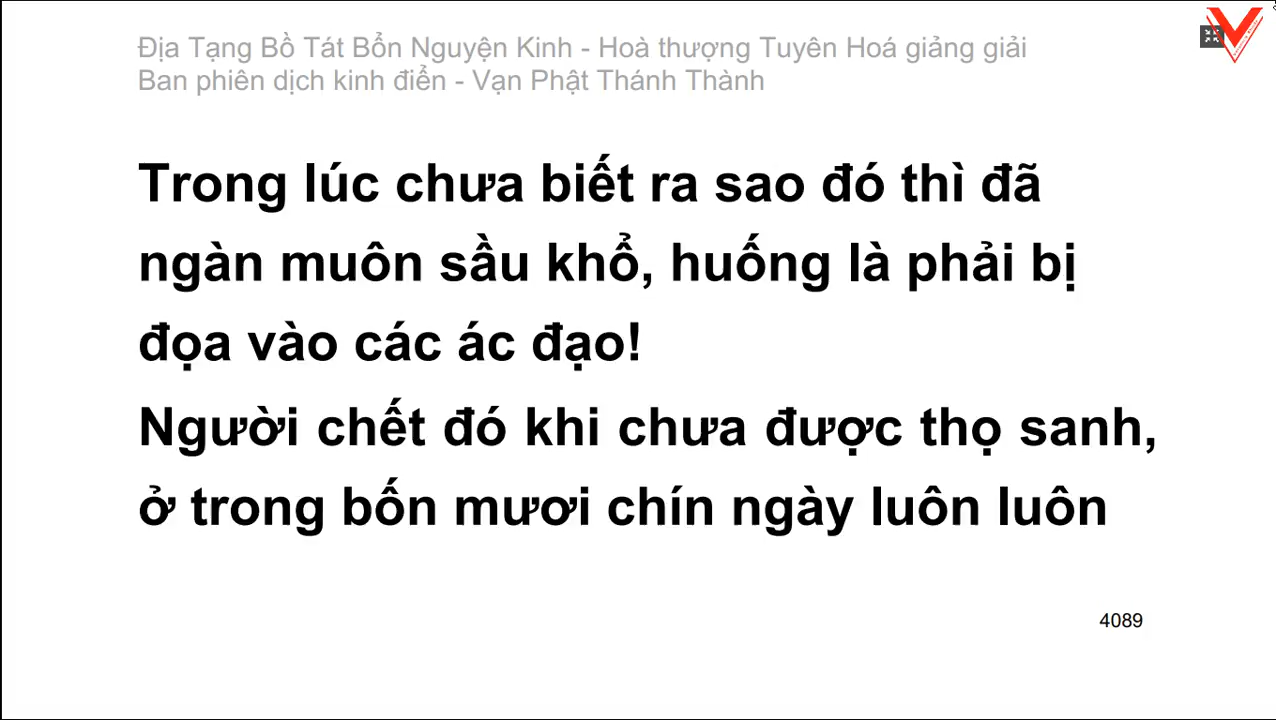 Địa Tạng Bồ Tát Bổn Nguyện Kinh - Hoà thượng Tuyên Hoá giảng giải
Ban phiên dịch kinh điển - Vạn Phật Thánh Thành
Trong lúc chưa biết ra sao đó thì đã
ngàn muôn sầu khổ, huống là phải bị
đọa vào các ác đạo!
Người chết đó khi chưa được thọ sanh,
ở trong bốn mươi chín ngày luôn luôn
4089